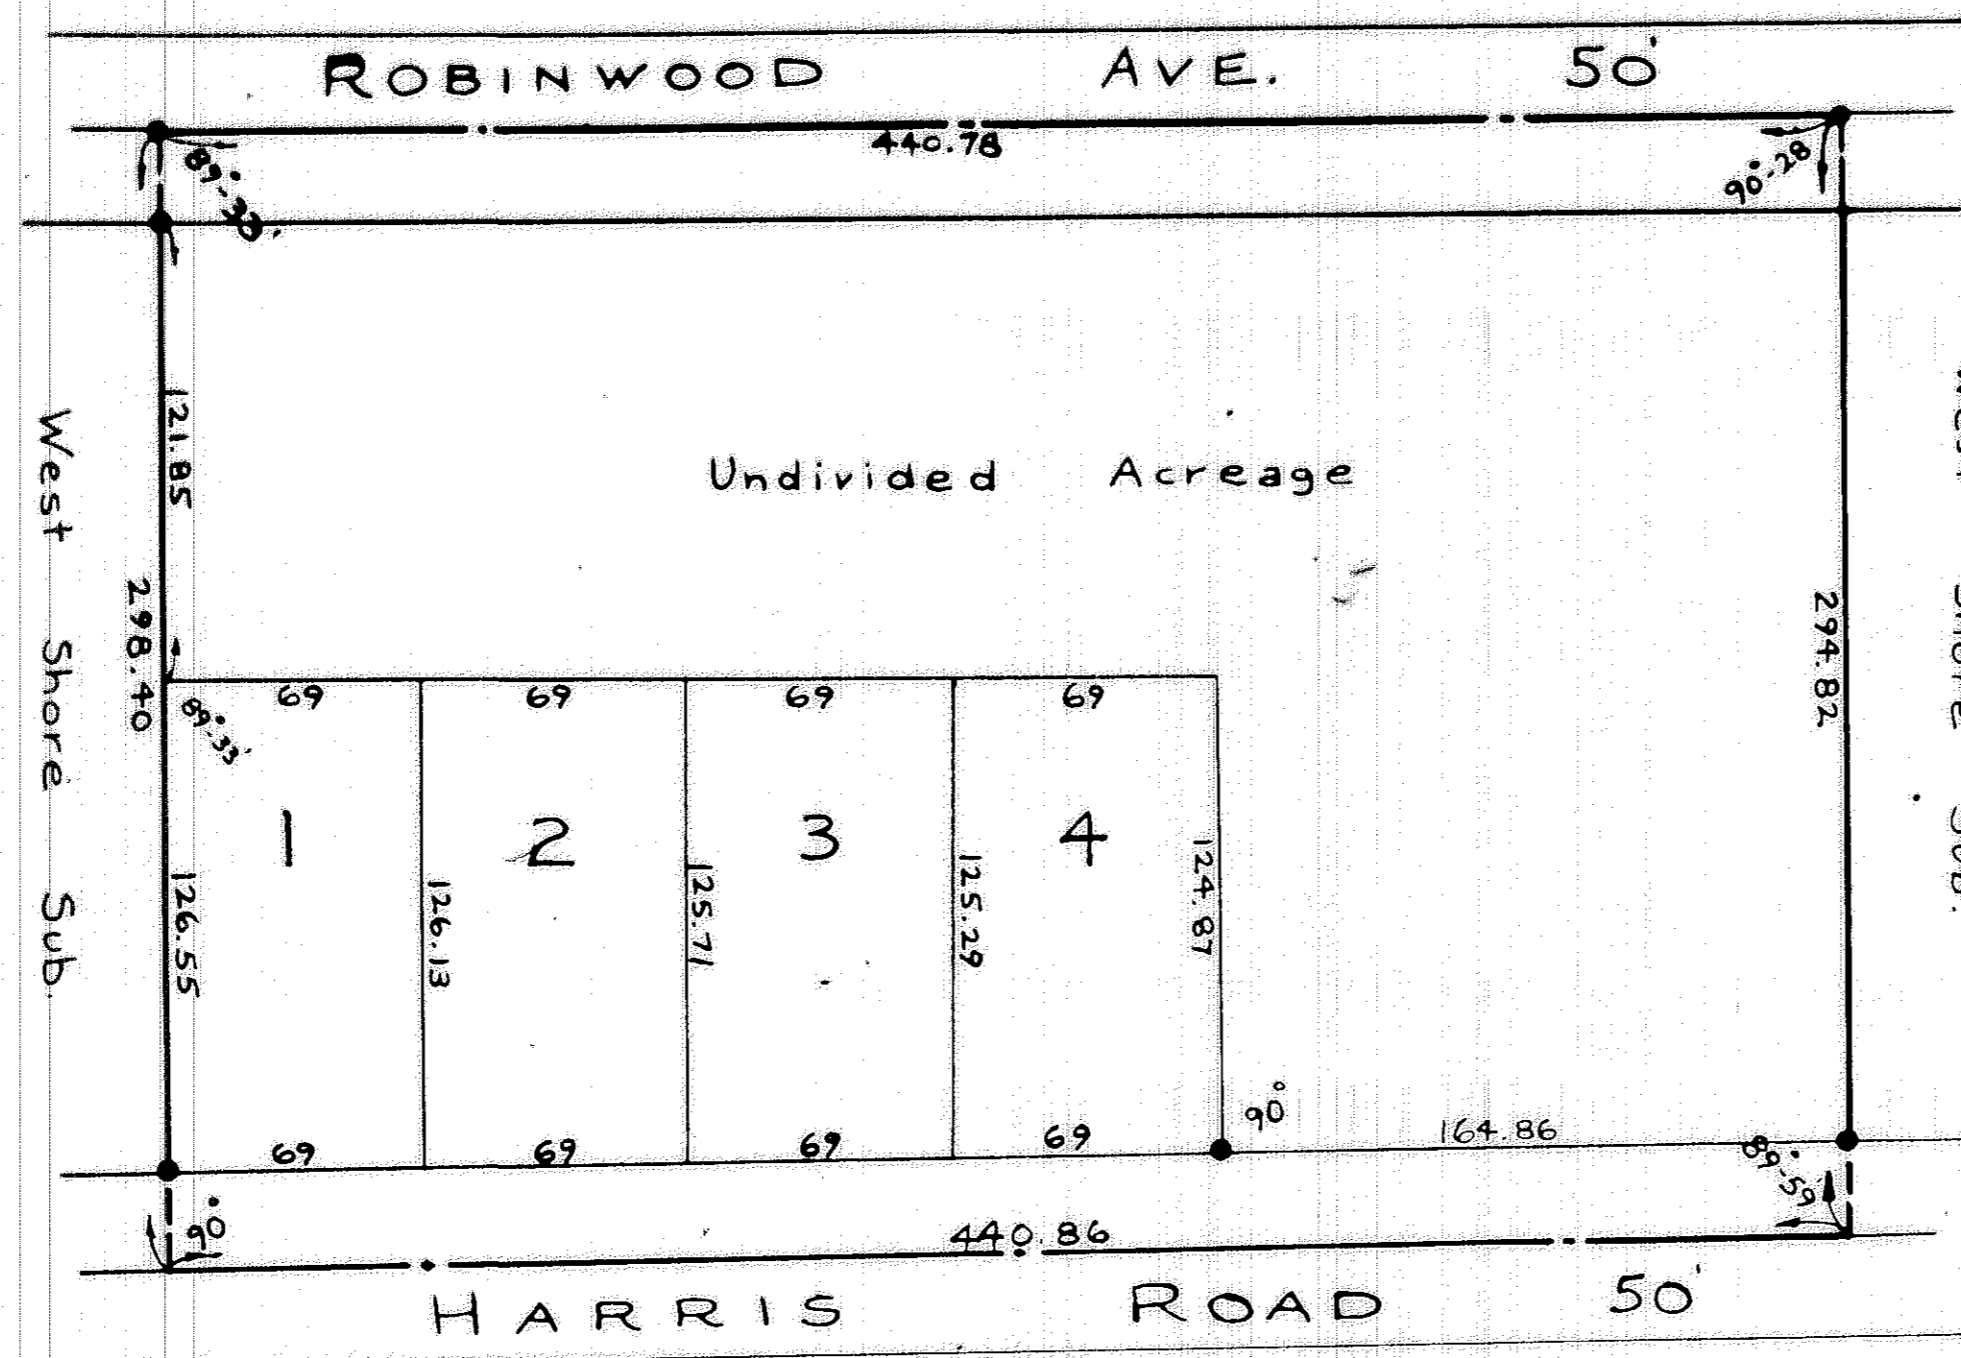 ROBINWOOD AVE. 50'
440.78
89°-33'
90°-28
121.85
298.40
West Shore Sub.
Undivided Acreage
294.82
69 69 69 69
89°-33'
1 2 3 4
126.55
126.13
125.71
125.29
124.87
90°
164.86
89°-59'
69 69 69 69
90°
440.86
HARRIS ROAD 50'